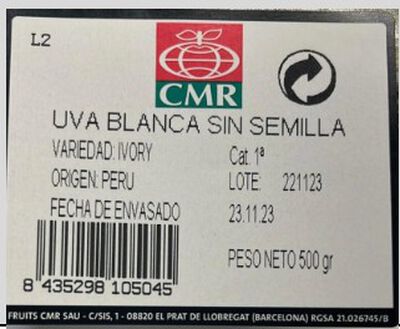 L2
CMR
UVA BLANCA SIN SEMILLA
VARIEDAD: IVORY Cat. 1ª
ORIGEN: PERU LOTE: 221123
FECHA DE ENVASADO 23.11.23
PESO NETO 500 gr
8 435298 105045
FRUITS CMR SAU - C/SIS, 1 - 08820 EL PRAT DE LLOBREGAT (BARCELONA) RGSA 21.026745/B